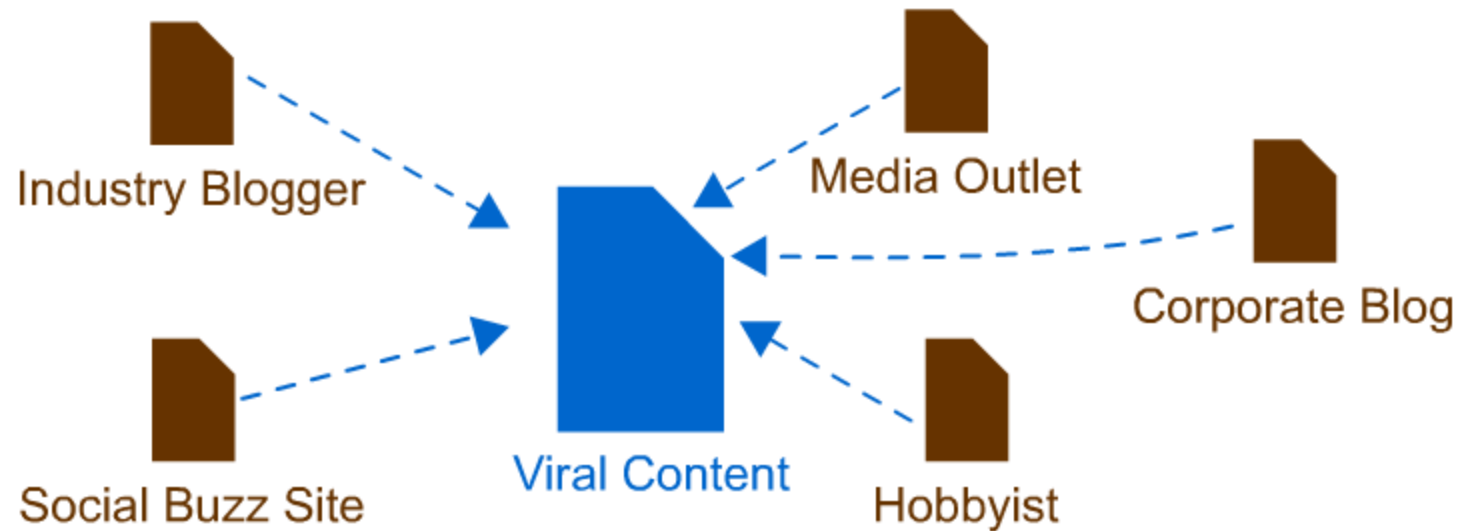 Industry Blogger
Media Outlet
Corporate Blog
Viral Content
Social Buzz Site
Hobbyist